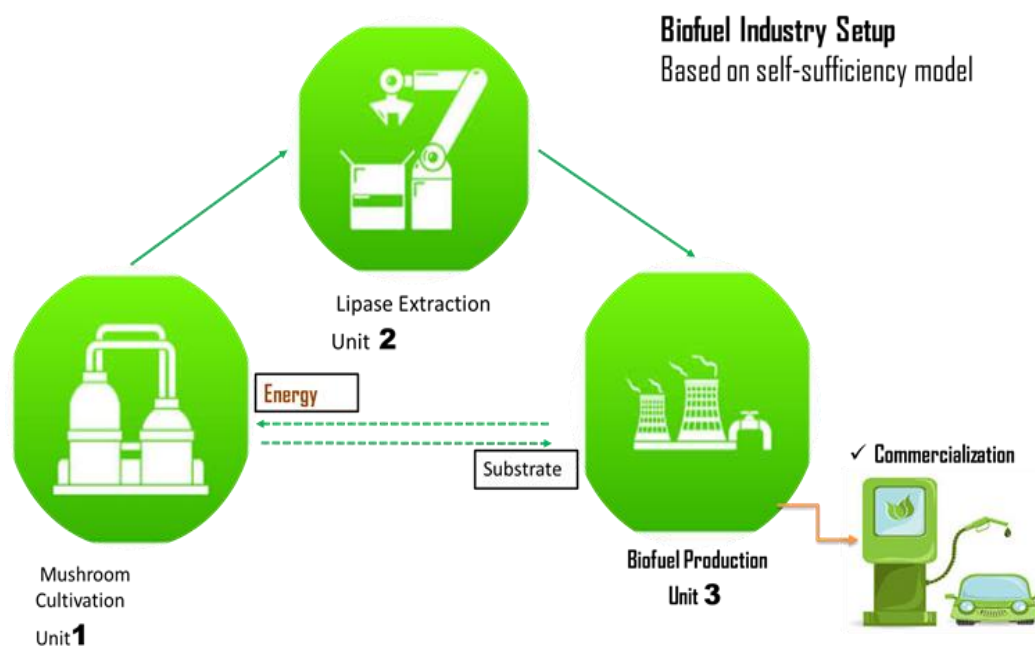 Biofuel Industry Setup
Based on self-sufficiency model
Lipase Extraction
Unit 2
Energy
Substrate
✓ Commercialization
Mushroom
Cultivation
Unit1
Biofuel Production
Unit 3